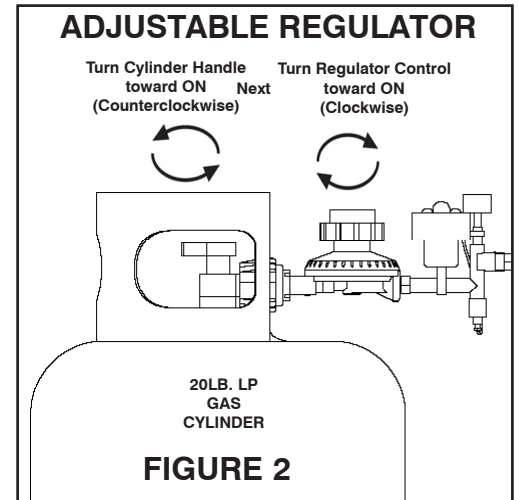 ADJUSTABLE REGULATOR
Turn Cylinder Handle
toward ON
(Counterclockwise)
Next
Turn Regulator Control
toward ON
(Clockwise)
20LB. LP
GAS
CYLINDER
FIGURE 2